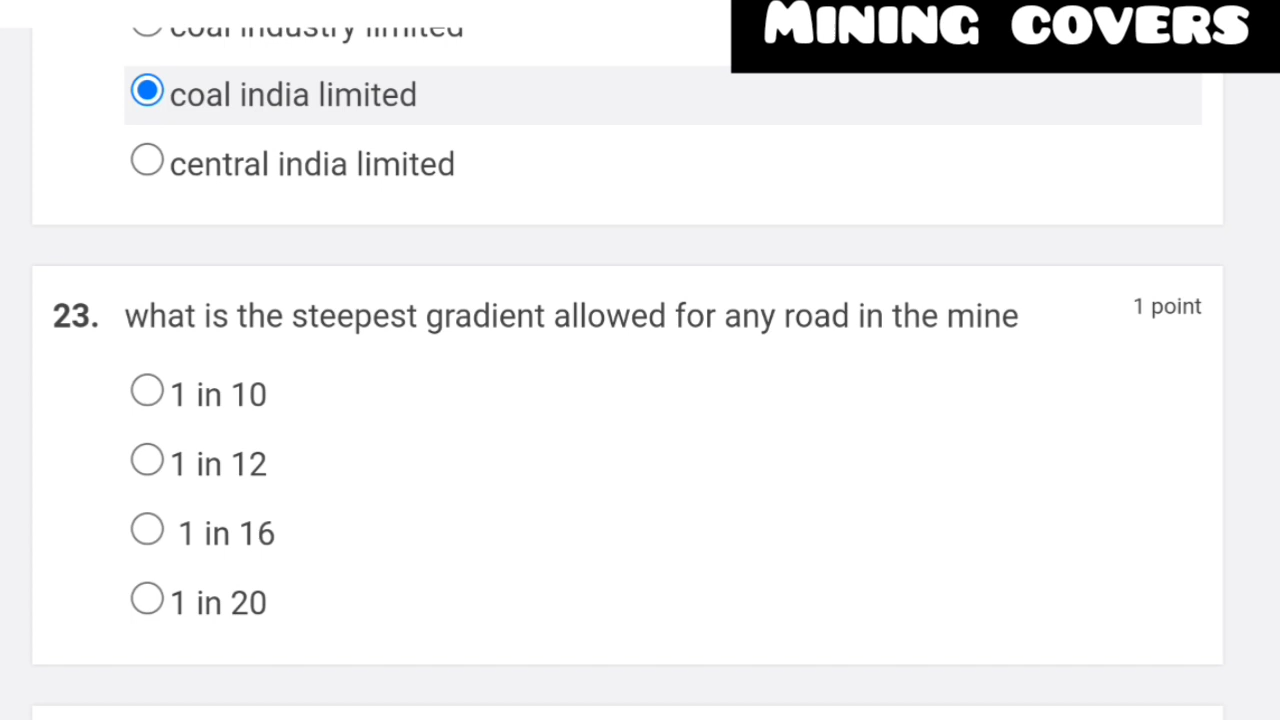 MINING COVERS
coal industry limited
coal india limited
central india limited
23. what is the steepest gradient allowed for any road in the mine 1 point
1 in 10
1 in 12
1 in 16
1 in 20